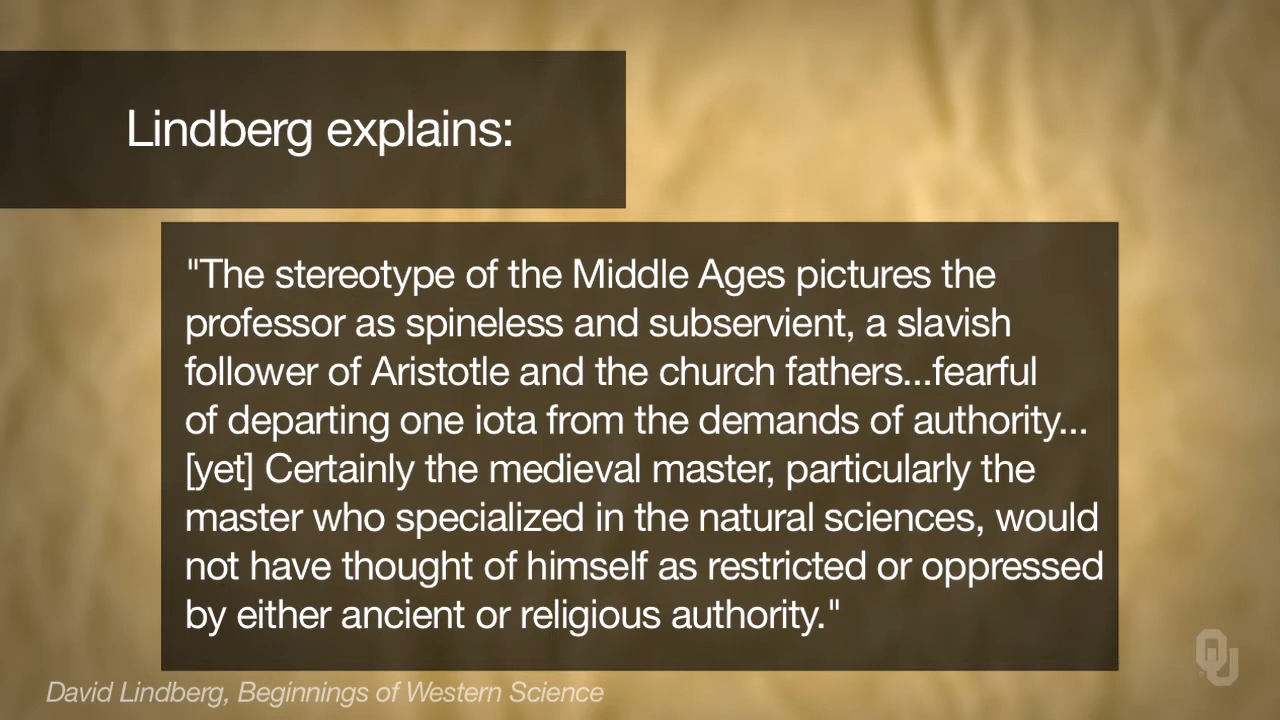 Lindberg explains:
"The stereotype of the Middle Ages pictures the
professor as spineless and subservient, a slavish
follower of Aristotle and the church fathers...fearful
of departing one iota from the demands of authority...
[yet] Certainly the medieval master, particularly the
master who specialized in the natural sciences, would
not have thought of himself as restricted or oppressed
by either ancient or religious authority."
David Lindberg, Beginnings of Western Science
OU